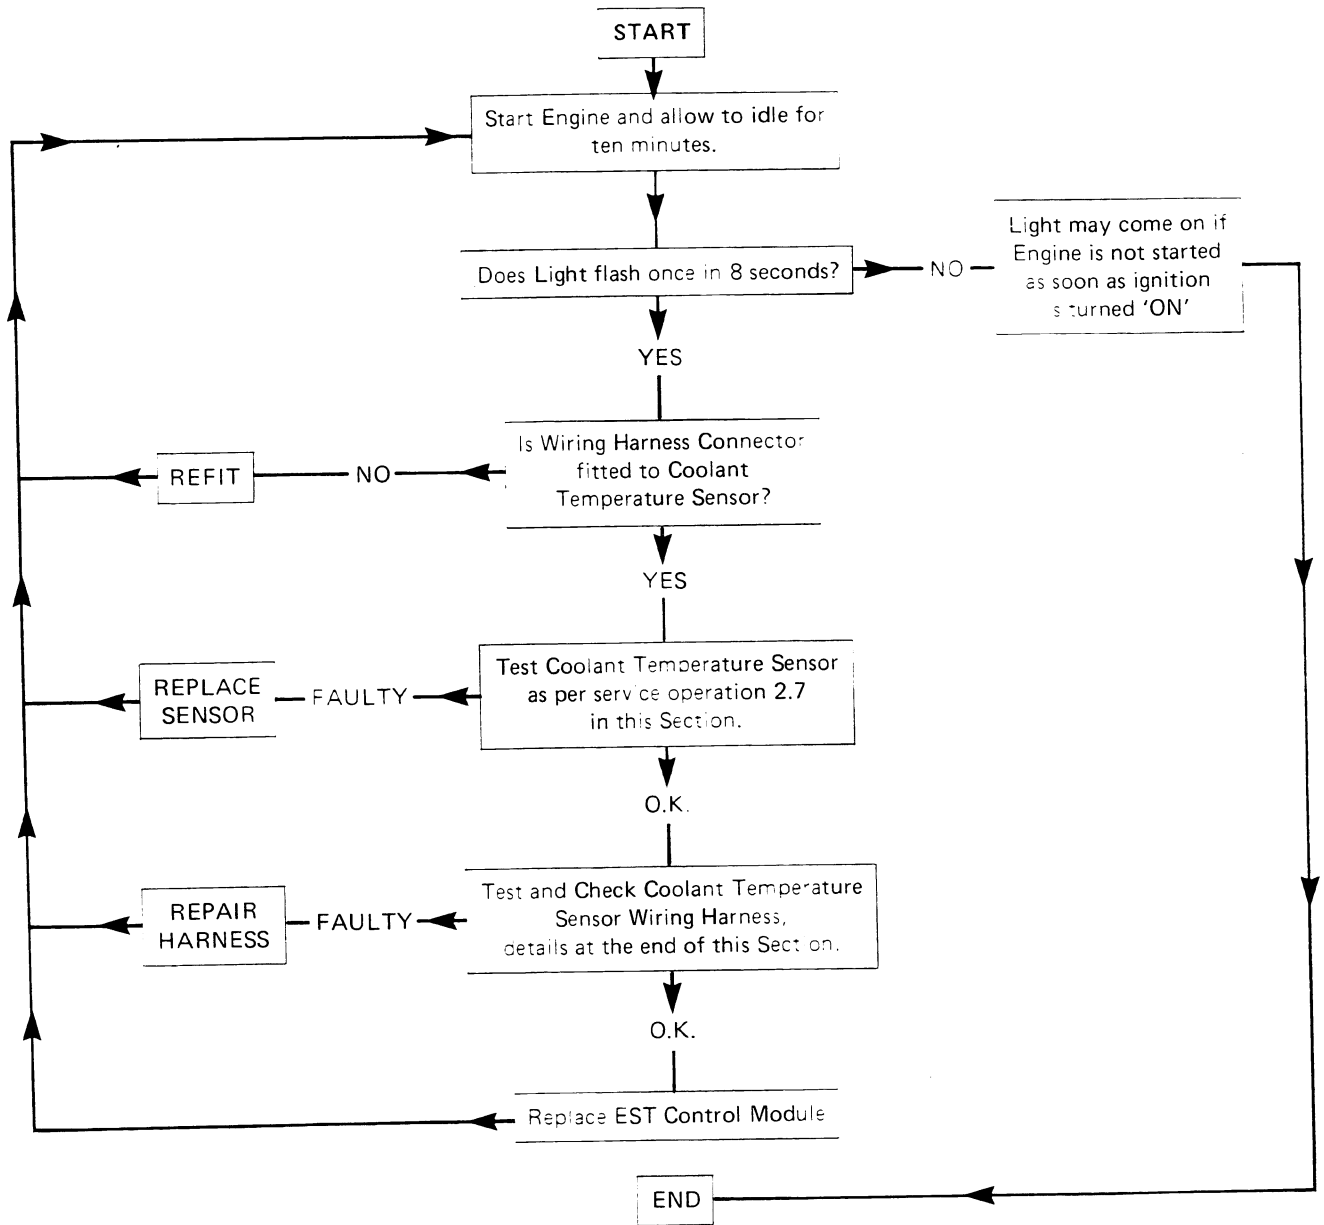 START
Start Engine and allow to idle for
ten minutes.
Does Light flash once in 8 seconds?
NO
Light may come on if
Engine is not started
as soon as ignition
s turned ‘ON’
YES
Is Wiring Harness Connector
fitted to Coolant
Temperature Sensor?
NO
REFIT
YES
Test Coolant Temperature Sensor
as per service operation 2.7
in this Section.
FAULTY
REPLACE
SENSOR
O.K.
Test and Check Coolant Temperature
Sensor Wiring Harness,
details at the end of this Section.
FAULTY
REPAIR
HARNESS
O.K.
Replace EST Control Module
END